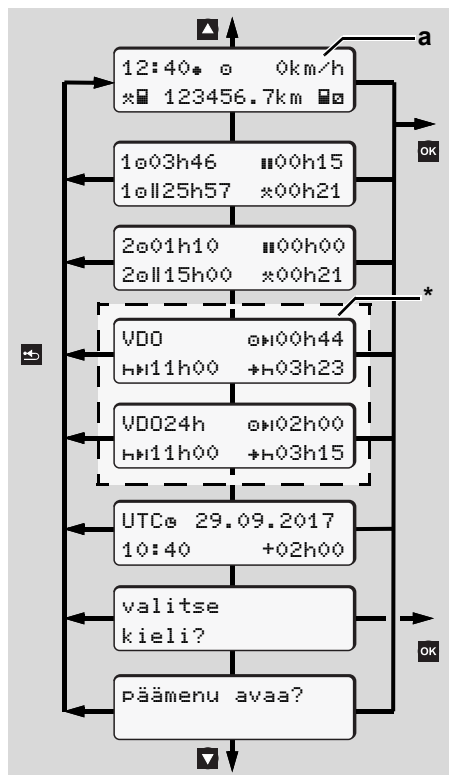 a
12:40 0km/h
123456.7km
OK
1 03h46 00h15
1 25h57 00h21
2 01h10 00h00
2 15h00 00h21
*
VDO 00h44
11h00 03h23
VDO24h 02h00
11h00 03h15
UTC 29.09.2017
10:40 +02h00
valitse
kieli?
OK
päämenu avaa?